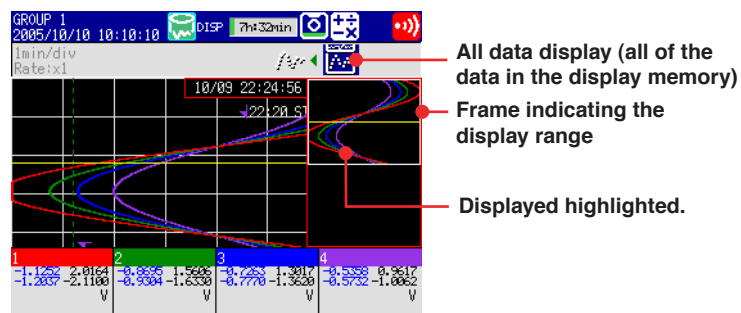 GROUP 1
2005/10/10 10:10:10
DISP
7h:32min
1min/div
Rate:x1
All data display (all of the
data in the display memory)
10/09 22:24:56
22:20 ST
Frame indicating the
display range
Displayed highlighted.
1 2 3 4
-1.1252 2.0164 -0.8695 1.5606 -0.7263 1.3017 -0.5358 0.9617
-1.2037 -2.1100 -0.9304 -1.6330 -0.7770 -1.3620 -0.5732 -1.0062
V V V V